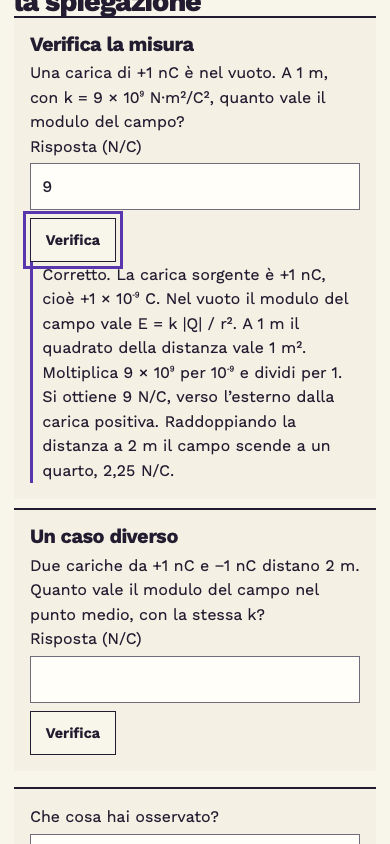 la spiegazione
Verifica la misura
Una carica di +1 nC è nel vuoto. A 1 m,
con k = 9 × 10⁹ N·m²/C², quanto vale il
modulo del campo?
Risposta (N/C)
9
Verifica
Corretto. La carica sorgente è +1 nC,
cioè +1 × 10⁻⁹ C. Nel vuoto il modulo del
campo vale E = k |Q| / r². A 1 m il
quadrato della distanza vale 1 m².
Moltiplica 9 × 10⁹ per 10⁻⁹ e dividi per 1.
Si ottiene 9 N/C, verso l’esterno dalla
carica positiva. Raddoppiando la
distanza a 2 m il campo scende a un
quarto, 2,25 N/C.
Un caso diverso
Due cariche da +1 nC e −1 nC distano 2 m.
Quanto vale il modulo del campo nel
punto medio, con la stessa k?
Risposta (N/C)
Verifica
Che cosa hai osservato?